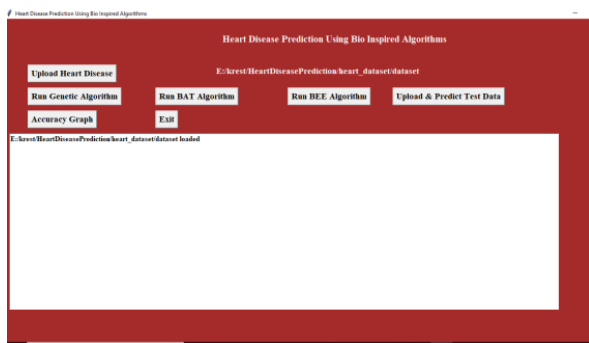 Heart Disease Prediction Using Bio Inspired Algorithms
Heart Disease Prediction Using Bio Inspired Algorithms
Upload Heart Disease E:/krest/HeartDiseasePrediction/heart_dataset/dataset
Run Genetic Algorithm Run BAT Algorithm Run BEE Algorithm Upload & Predict Test Data
Accuracy Graph Exit
E:/krest/HeartDiseasePrediction/heart_dataset/dataset loaded